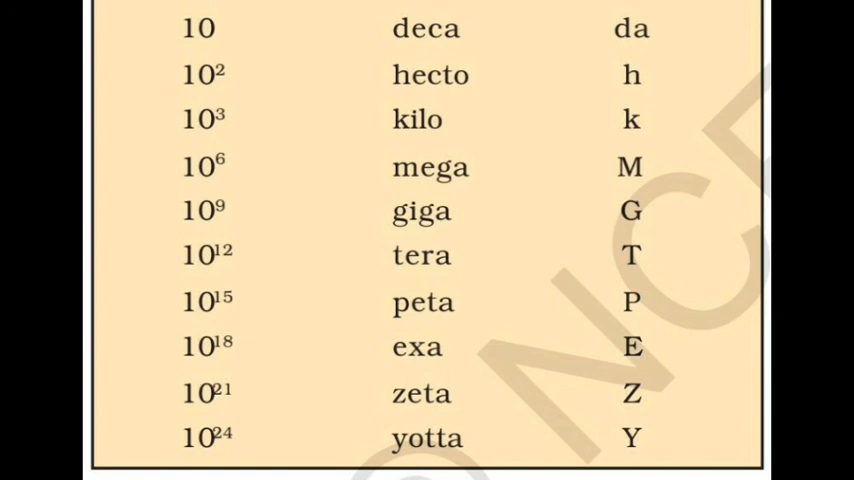 10 deca da
10² hecto h
10³ kilo k
10⁶ mega M
10⁹ giga G
10¹² tera T
10¹⁵ peta P
10¹⁸ exa E
10²¹ zeta Z
10²⁴ yotta Y
© NCE